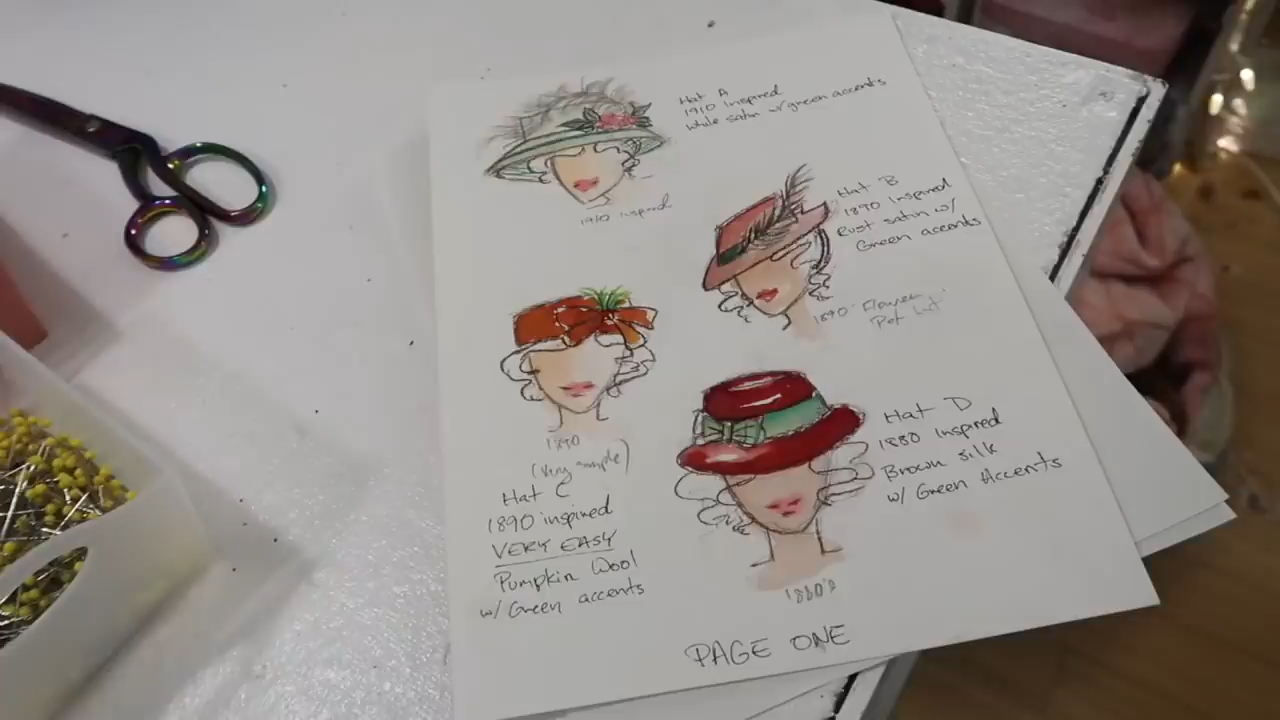 Hat A
1910 Inspired
White satin w/green accents
1910 inspired
Hat B
1890 Inspired
Rust satin w/
Green accents
1890 "Flower
Pot hat"
1890
(Very simple)
Hat C
1890 inspired
VERY EASY
Pumpkin Wool
w/ Green accents
Hat D
1880 Inspired
Brown silk
w/ Green Accents
1880's
PAGE ONE